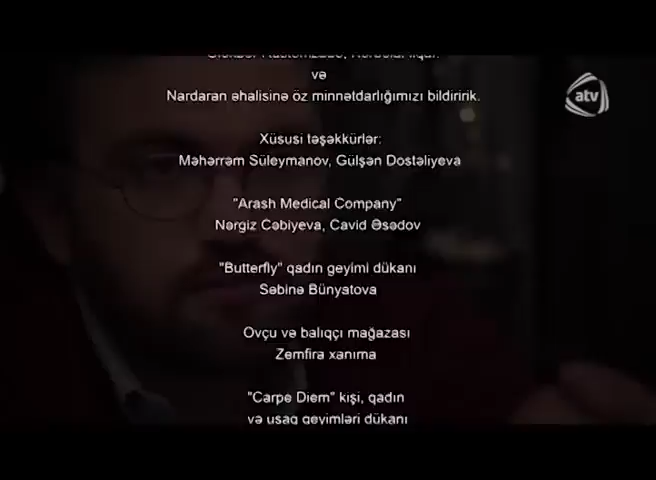 və
Nardaran əhalisinə öz minnətdarlığımızı bildiririk.
Xüsusi təşəkkürlər:
Məhərrəm Süleymanov, Gülşən Dostəliyeva
"Arash Medical Company"
Nərgiz Cəbiyeva, Cavid Əsədov
"Butterfly" qadın geyimi dükanı
Səbinə Bünyatova
Ovçu və balıqçı mağazası
Zemfira xanıma
"Carpe Diem" kişi, qadın
və uşaq geyimləri dükanı
atv